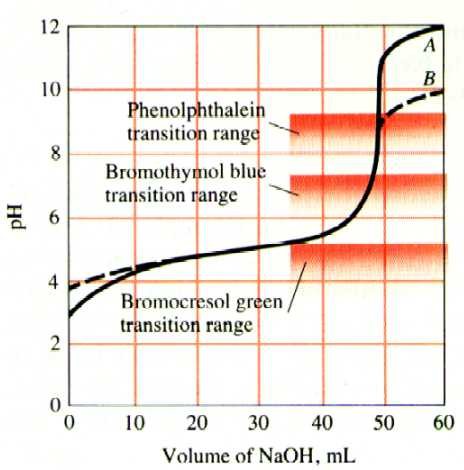 12
10
8
6
4
2
0
pH
A
B
Phenolphthalein
transition range
Bromothymol blue
transition range
Bromocresol green
transition range
0 10 20 30 40 50 60
Volume of NaOH, mL